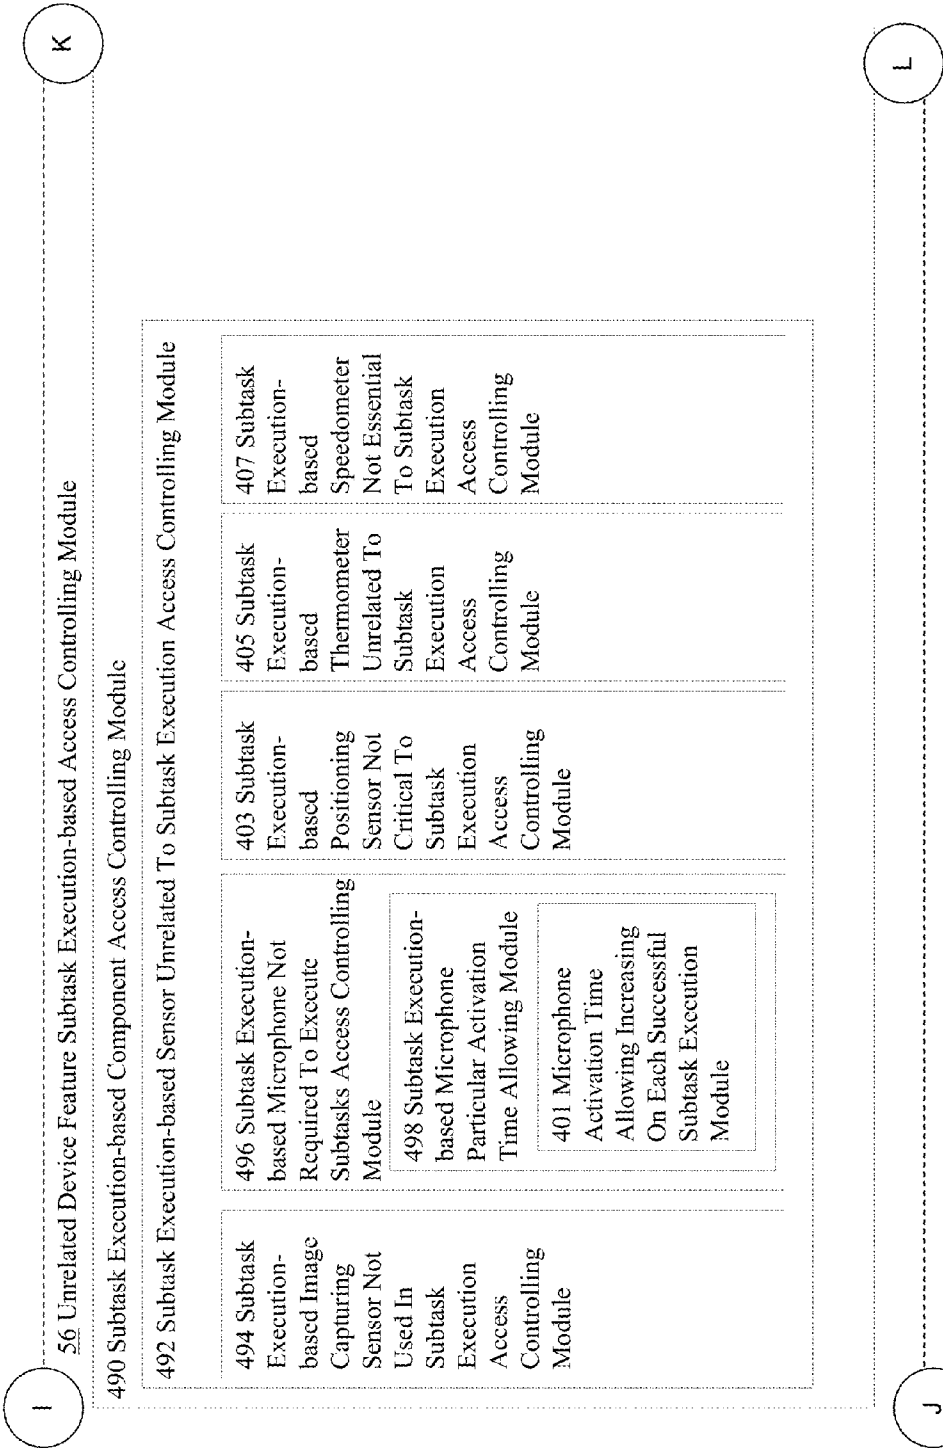 I
K
56 Unrelated Device Feature Subtask Execution-based Access Controlling Module
490 Subtask Execution-based Component Access Controlling Module
492 Subtask Execution-based Sensor Unrelated To Subtask Execution Access Controlling Module
494 Subtask
Execution-
based Image
Capturing
Sensor Not
Used In
Subtask
Execution
Access
Controlling
Module
496 Subtask Execution-
based Microphone Not
Required To Execute
Subtasks Access Controlling
Module
498 Subtask Execution-
based Microphone
Particular Activation
Time Allowing Module
401 Microphone
Activation Time
Allowing Increasing
On Each Successful
Subtask Execution
Module
403 Subtask
Execution-
based
Positioning
Sensor Not
Critical To
Subtask
Execution
Access
Controlling
Module
405 Subtask
Execution-
based
Thermometer
Unrelated To
Subtask
Execution
Access
Controlling
Module
407 Subtask
Execution-
based
Speedometer
Not Essential
To Subtask
Execution
Access
Controlling
Module
J
L